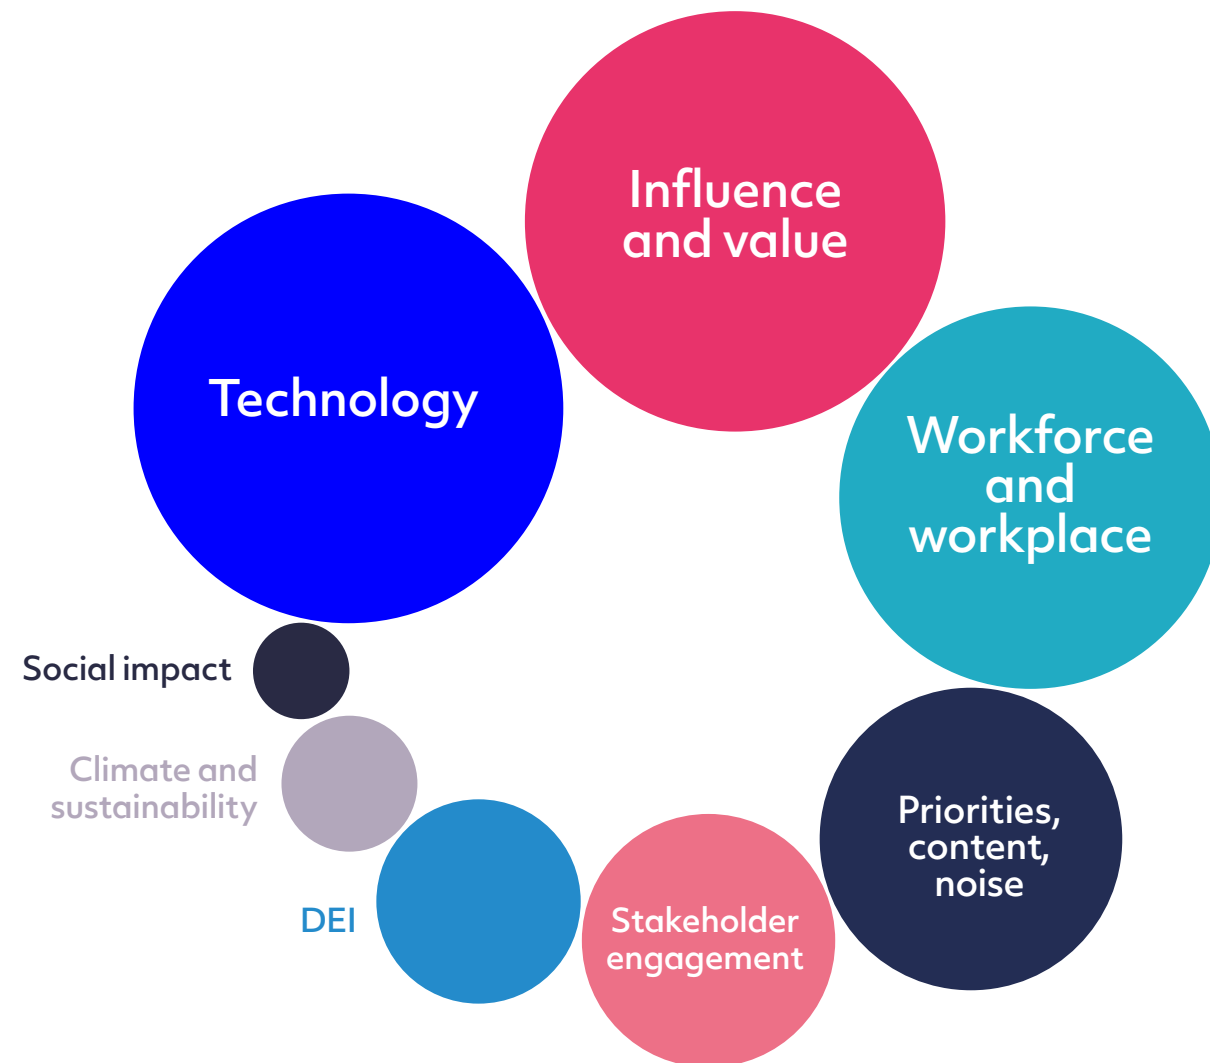 Influence
and value
Technology
Workforce
and
workplace
Social impact
Climate and
sustainability
Priorities,
content,
noise
DEI
Stakeholder
engagement